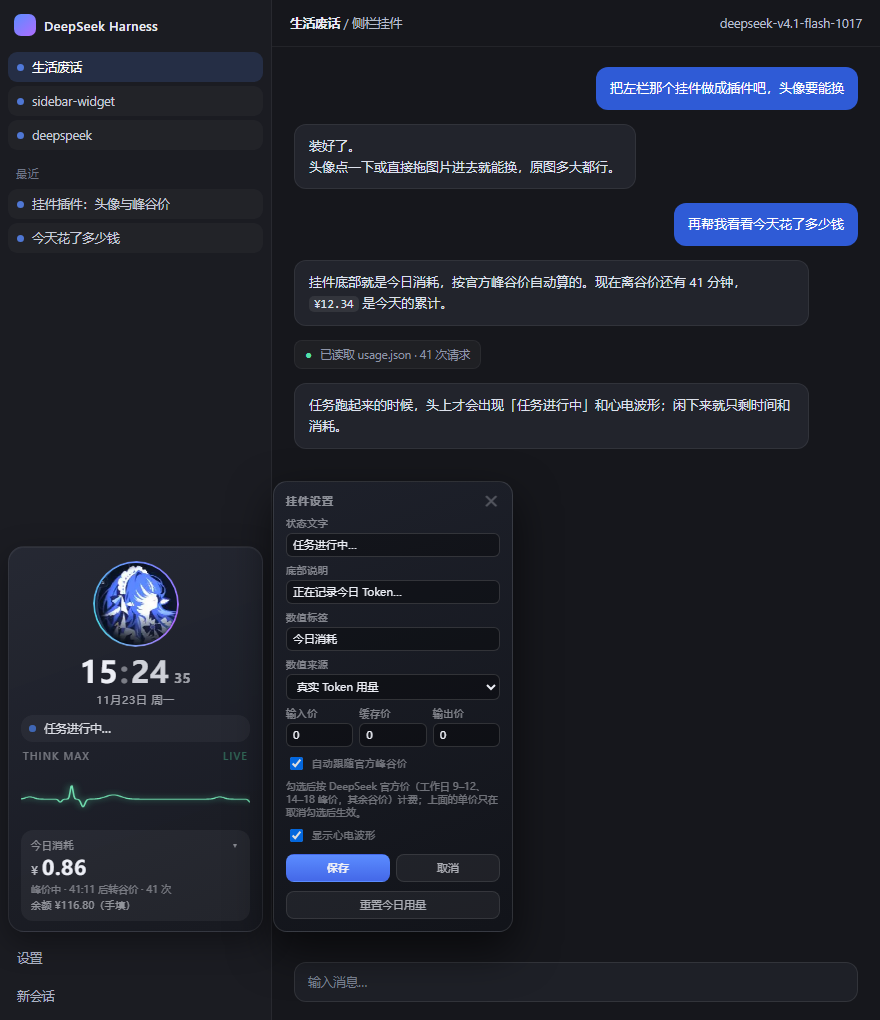 DeepSeek Harness
生活废话
sidebar-widget
deepspeek
最近
挂件插件：头像与峰谷价
今天花了多少钱
生活废话 / 侧栏挂件
deepseek-v4.1-flash-1017
把左栏那个挂件做成插件吧，头像要能换
装好了。
头像点一下或直接拖图片进去就能换，原图多大都行。
再帮我看看今天花了多少钱
挂件底部就是今日消耗，按官方峰谷价自动算的。现在离谷价还有 41 分钟，
¥12.34 是今天的累计。
已读取 usage.json · 41 次请求
任务跑起来的时候，头上才会出现「任务进行中」和心电波形；闲下来就只剩时间和
消耗。
15:24 35
11月23日 周一
任务进行中...
THINK MAX
LIVE
今日消耗
▾
¥ 0.86
峰价中 · 41:11 后转谷价 · 41 次
余额 ¥116.80（手填）
设置
新会话
挂件设置
✕
状态文字
任务进行中...
底部说明
正在记录今日 Token...
数值标签
今日消耗
数值来源
真实 Token 用量
输入价 缓存价 输出价
0 0 0
自动跟随官方峰谷价
勾选后按 DeepSeek 官方价（工作日 9–12、
14–18 峰价，其余谷价）计费；上面的单价只在
取消勾选后生效。
显示心电波形
保存 取消
重置今日用量
输入消息...